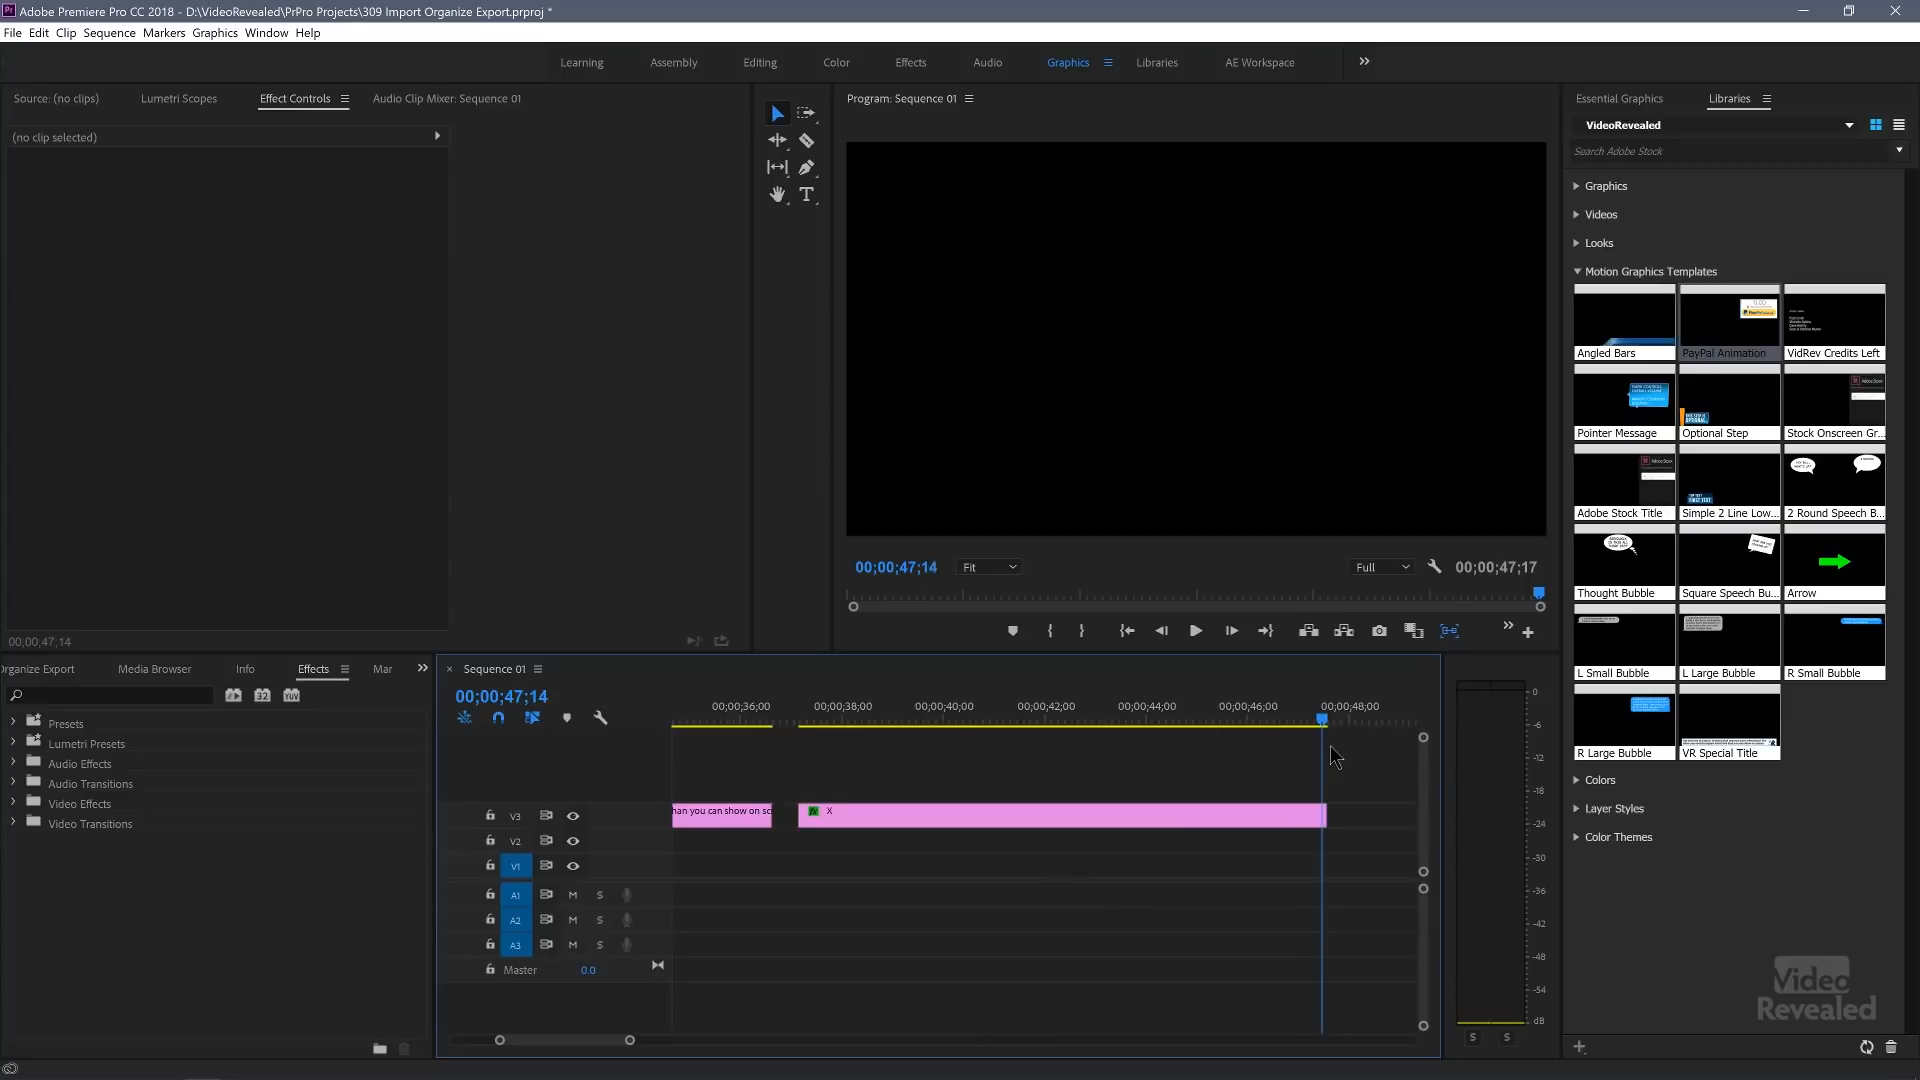 Adobe Premiere Pro CC 2018 - D:\VideoRevealed\PrPro Projects\309 Import Organize Export.prproj *
File Edit Clip Sequence Markers Graphics Window Help
Learning Assembly Editing Color Effects Audio Graphics Libraries AE Workspace
Source: (no clips) Lumetri Scopes Effect Controls Audio Clip Mixer: Sequence 01
(no clip selected)
00;00;47;14
Program: Sequence 01
00;00;47;14 Fit Full 00;00;47;17
Essential Graphics Libraries
VideoRevealed
Search Adobe Stock
Graphics
Videos
Looks
Motion Graphics Templates
Angled Bars PayPal Animation VidRev Credits Left
Pointer Message Optional Step Stock Onscreen Gr...
Adobe Stock Title Simple 2 Line Low... 2 Round Speech B...
Thought Bubble Square Speech Bu... Arrow
L Small Bubble L Large Bubble R Small Bubble
R Large Bubble VR Special Title
Colors
Layer Styles
Color Themes
rganize Export Media Browser Info Effects Mar
Presets
Lumetri Presets
Audio Effects
Audio Transitions
Video Effects
Video Transitions
Sequence 01
00;00;47;14
00;00;36;00 00;00;38;00 00;00;40;00 00;00;42;00 00;00;44;00 00;00;46;00 00;00;48;00
V3 han you can show on sc fx X
V2
V1
A1 M S
A2 M S
A3 M S
Master 0.0
0
-6
-12
-18
-24
-30
-36
-42
-48
-54
dB
S S
Video
Revealed